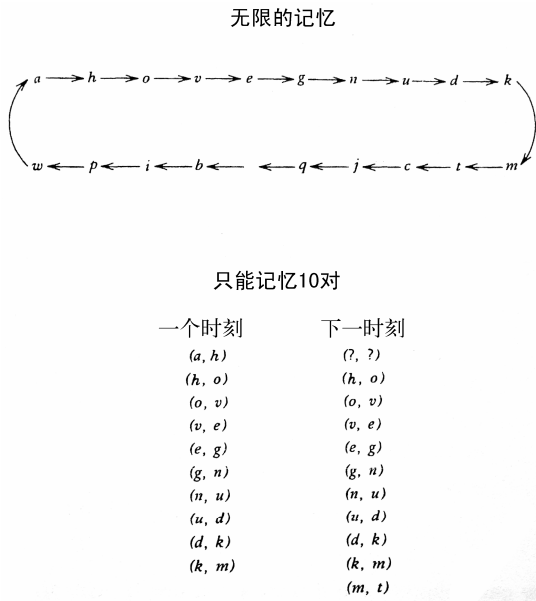 无限的记忆
a h o v e g n u d k
w p i b q j c t m
只能记忆10对
一个时刻 下一时刻
(a, h) (?, ?)
(h, o) (h, o)
(o, v) (o, v)
(v, e) (v, e)
(e, g) (e, g)
(g, n) (g, n)
(n, u) (n, u)
(u, d) (u, d)
(d, k) (d, k)
(k, m) (k, m)
(m, t)